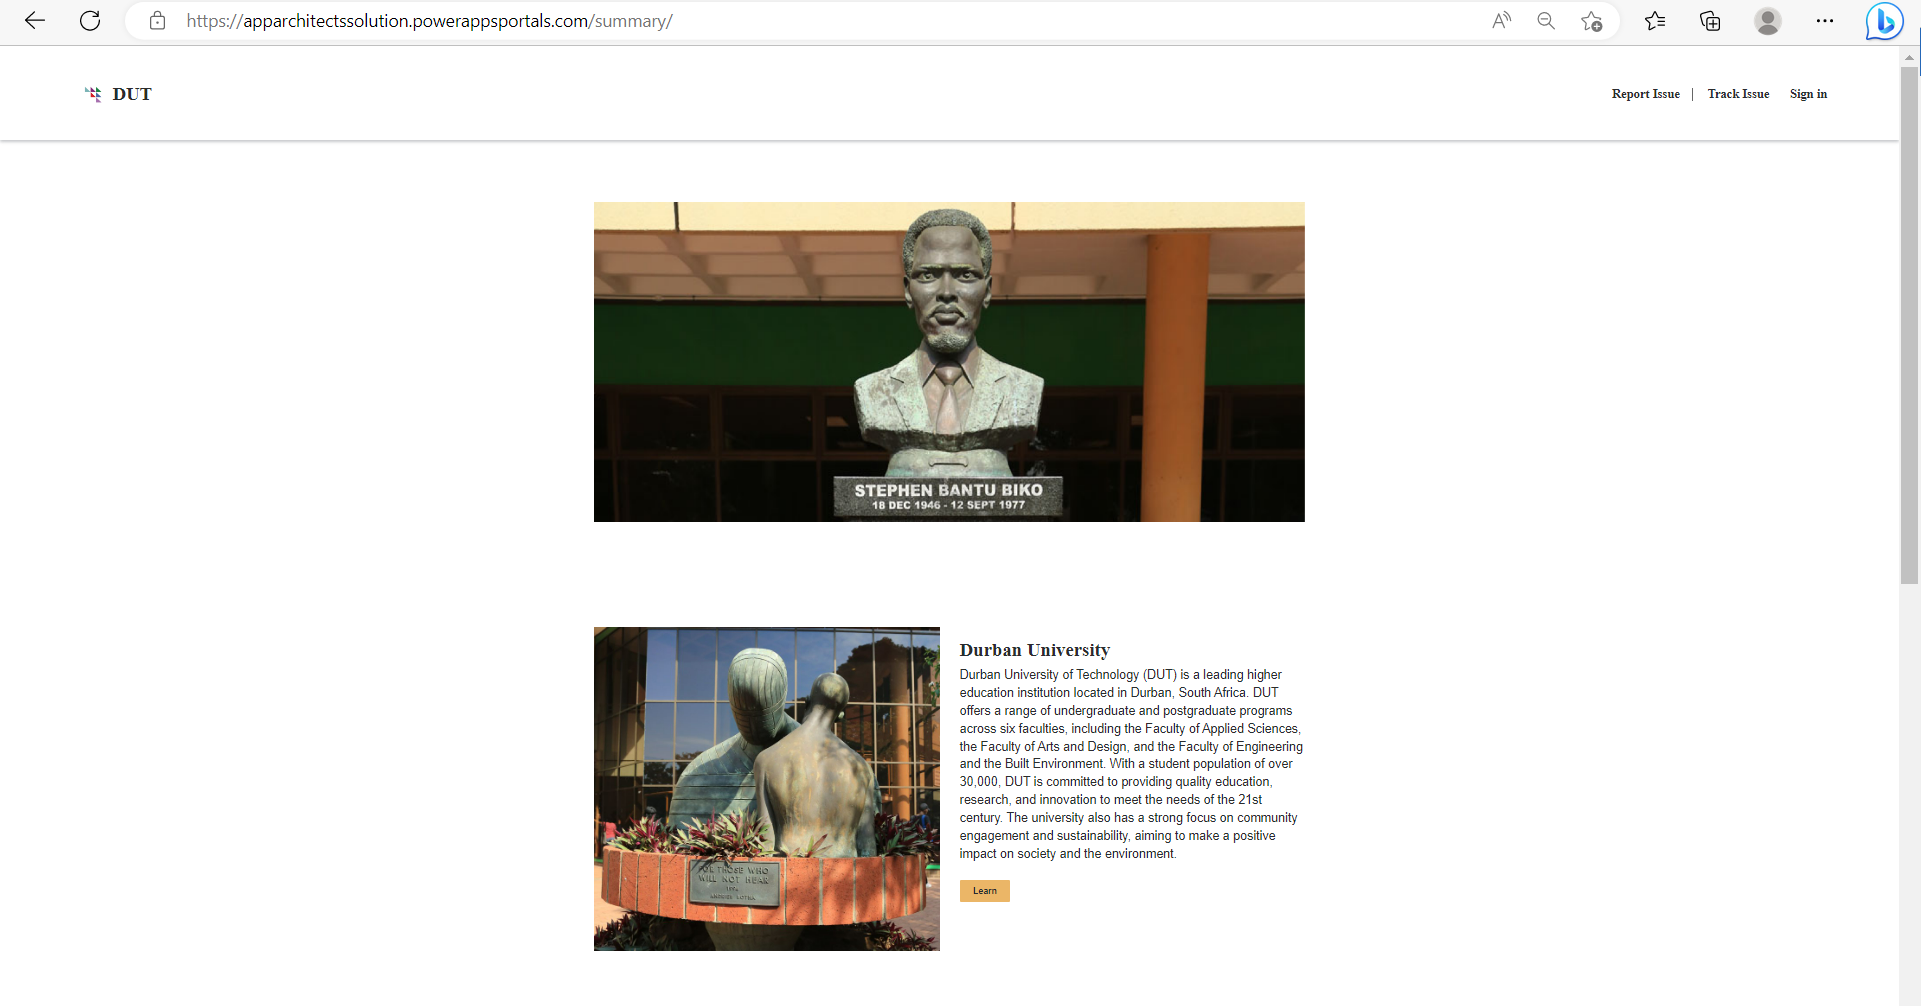 https://apparchitectssolution.powerappsportals.com/summary/
DUT
Report Issue | Track Issue Sign in
STEPHEN BANTU BIKO
18 DEC 1946 - 12 SEPT 1977
Durban University
Durban University of Technology (DUT) is a leading higher
education institution located in Durban, South Africa. DUT
offers a range of undergraduate and postgraduate programs
across six faculties, including the Faculty of Applied Sciences,
the Faculty of Arts and Design, and the Faculty of Engineering
and the Built Environment. With a student population of over
30,000, DUT is committed to providing quality education,
research, and innovation to meet the needs of the 21st
century. The university also has a strong focus on community
engagement and sustainability, aiming to make a positive
impact on society and the environment.
Learn
FOR THOSE WHO
WILL NOT HEAR